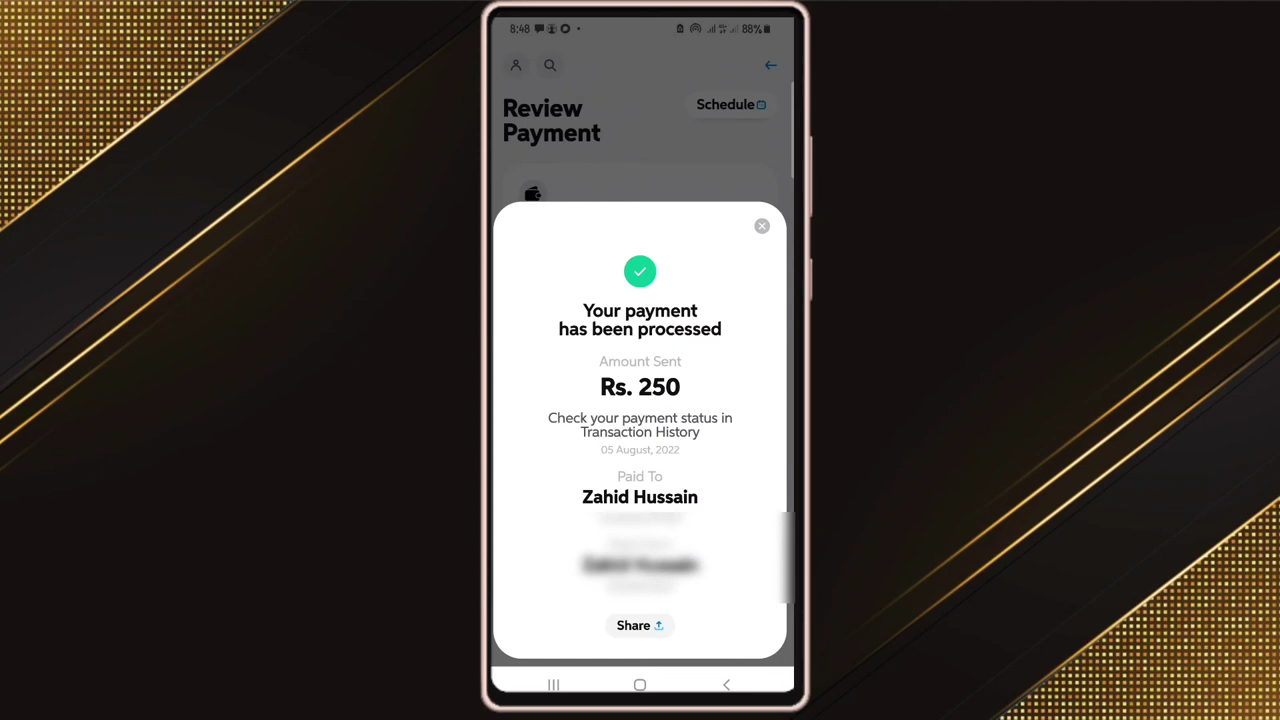 8:48
88%
Review
Payment
Schedule
Your payment
has been processed
Amount Sent
Rs. 250
Check your payment status in
Transaction History
05 August, 2022
Paid To
Zahid Hussain
Share